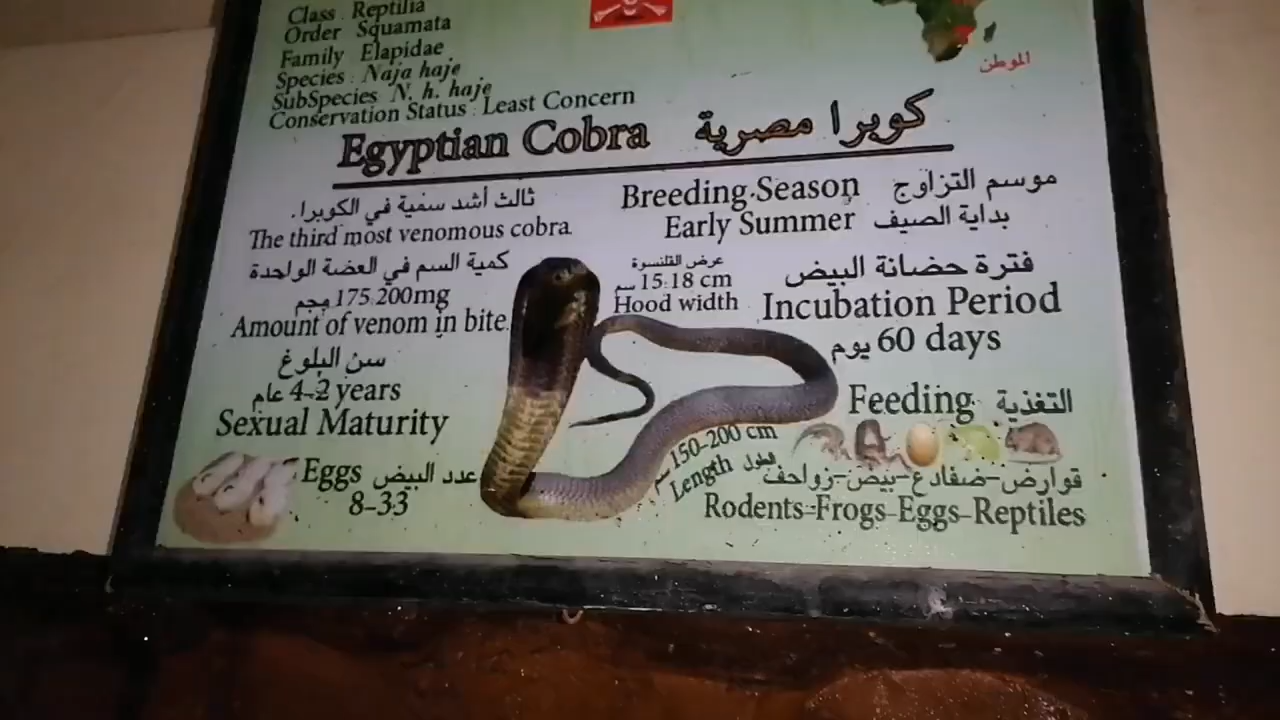 Class : Reptilia
Order Squamata
Family Elapidae
Species : Naja haje
SubSpecies N. h. haje
Conservation Status : Least Concern
الموطن
Egyptian Cobra كوبرا مصرية
ثالث أشد سمية في الكوبرا.
The third most venomous cobra.
كمية السم في العضة الواحدة
175:200mg مجم
Amount of venom in bite
سن البلوغ
4-2 years عام
Sexual Maturity
Eggs عدد البيض
8-33
Breeding Season موسم التزاوج
Early Summer بداية الصيف
عرض القلنسوة
15:18 cm سم
Hood width
فترة حضانة البيض
Incubation Period
60 days يوم
150-200 cm سم
Length طول
Feeding التغذية
قوارض-ضفادع-بيض-زواحف
Rodents-Frogs-Eggs-Reptiles